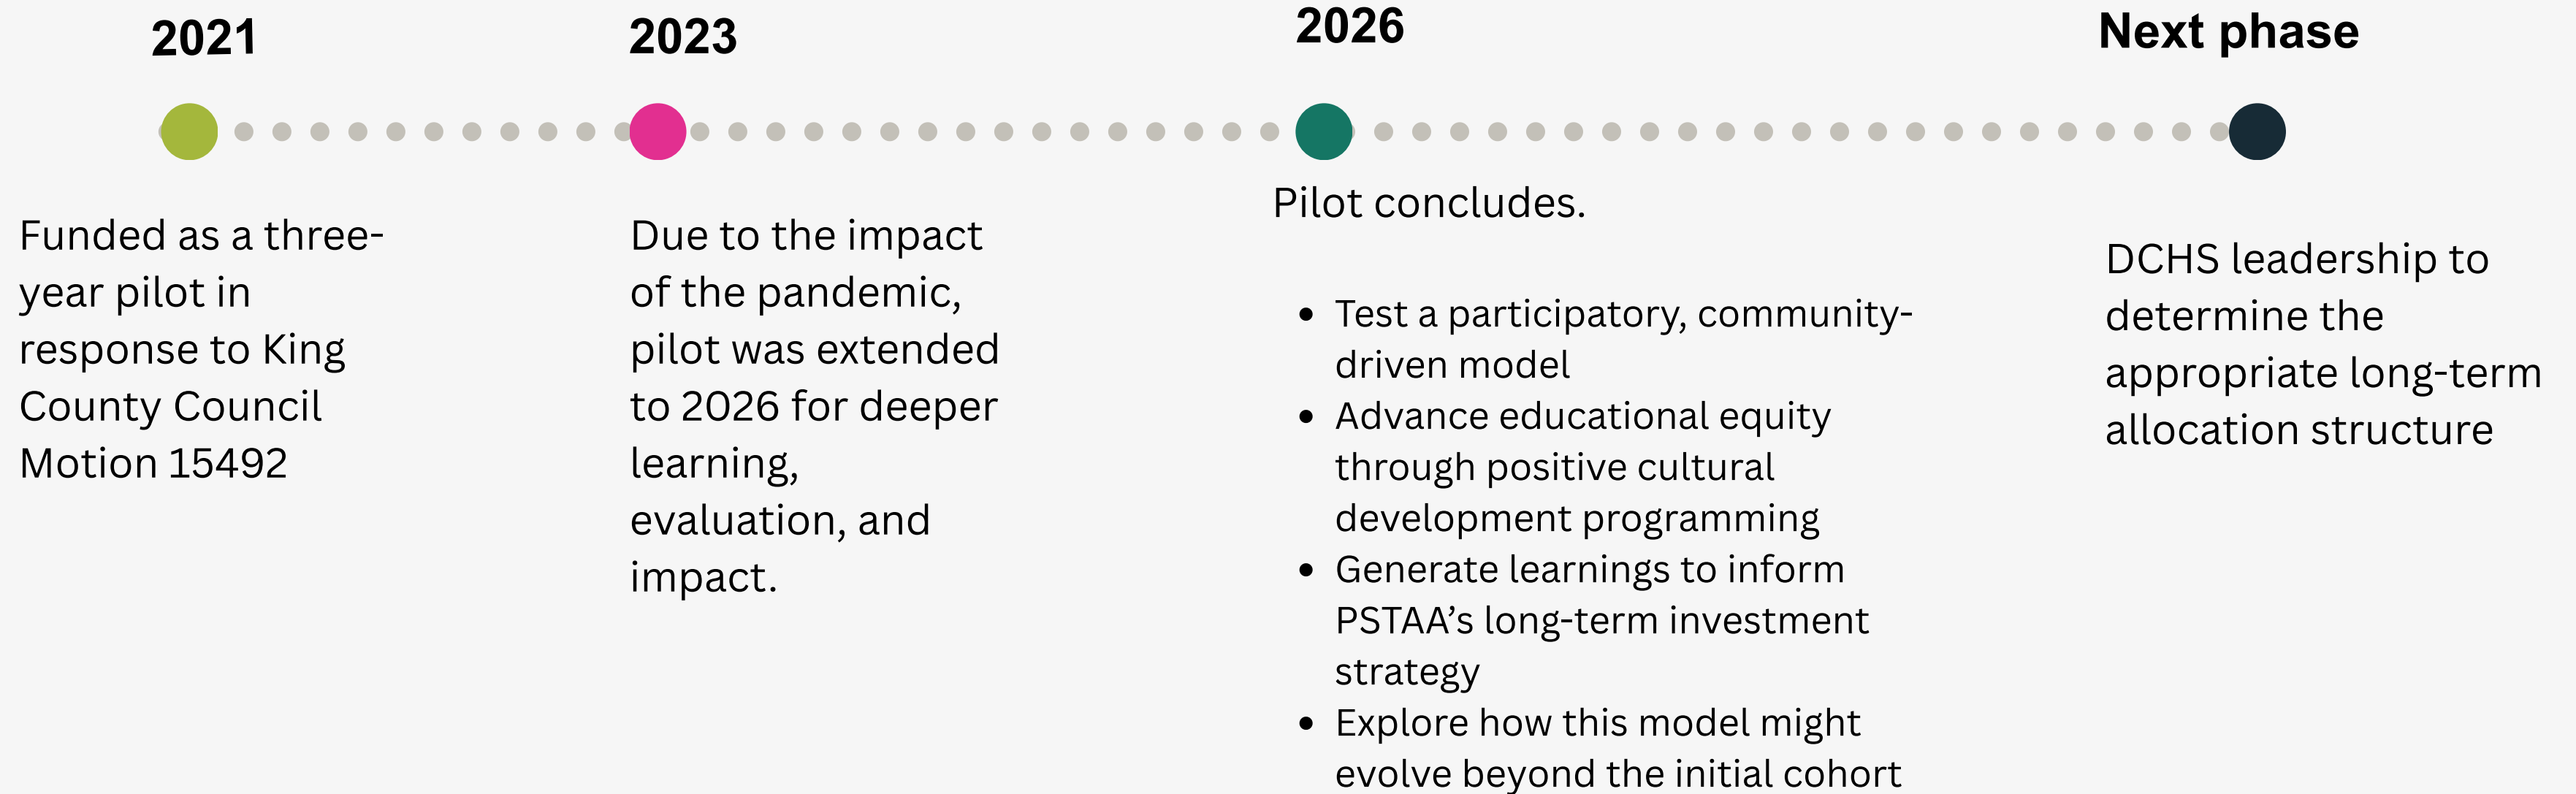 2021
Funded as a three-
year pilot in
response to King
County Council
Motion 15492
2023
Due to the impact
of the pandemic,
pilot was extended
to 2026 for deeper
learning,
evaluation, and
impact.
2026
Pilot concludes.
• Test a participatory, community-
driven model
• Advance educational equity
through positive cultural
development programming
• Generate learnings to inform
PSTAA’s long-term investment
strategy
• Explore how this model might
evolve beyond the initial cohort
Next phase
DCHS leadership to
determine the
appropriate long-term
allocation structure